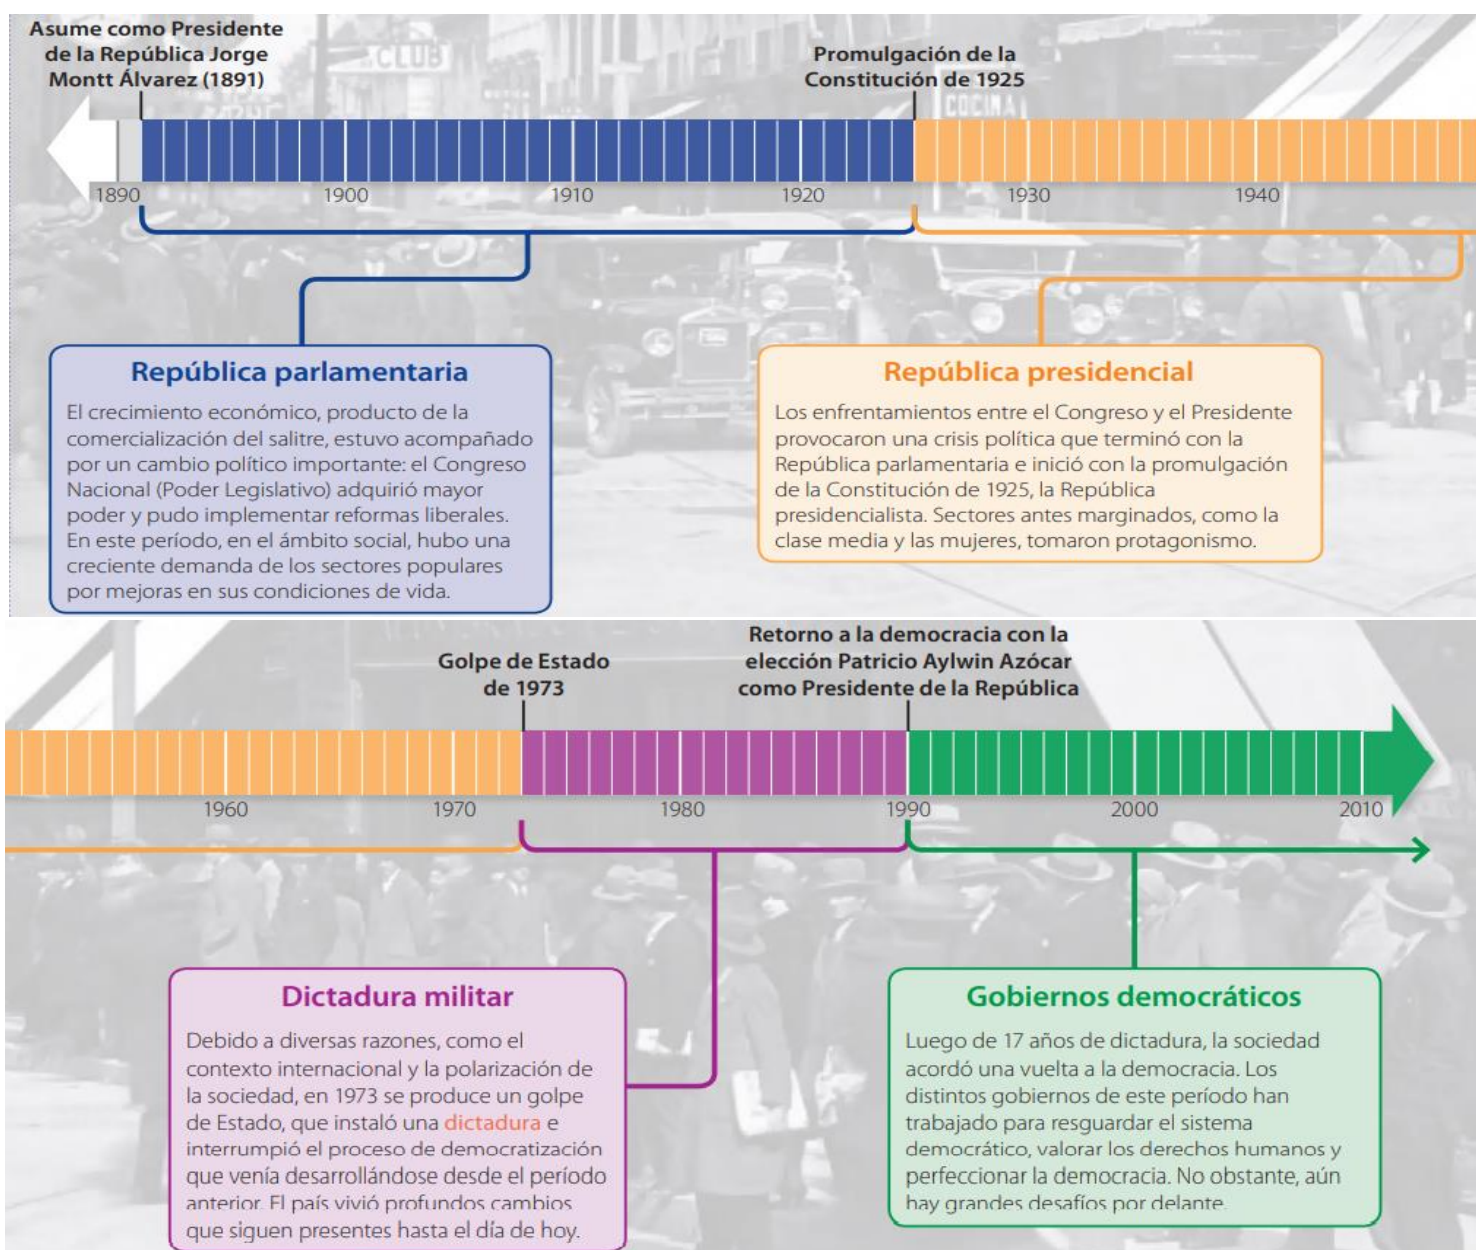 Asume como Presidente
de la República Jorge
Montt Álvarez (1891)
Promulgación de la
Constitución de 1925
CLUB
COCINA
1890
1900
1910
1920
1930
1940
República parlamentaria
El crecimiento económico, producto de la
comercialización del salitre, estuvo acompañado
por un cambio político importante: el Congreso
Nacional (Poder Legislativo) adquirió mayor
poder y pudo implementar reformas liberales.
En este período, en el ámbito social, hubo una
creciente demanda de los sectores populares
por mejoras en sus condiciones de vida.
República presidencial
Los enfrentamientos entre el Congreso y el Presidente
provocaron una crisis política que terminó con la
República parlamentaria e inició con la promulgación
de la Constitución de 1925, la República
presidencialista. Sectores antes marginados, como la
clase media y las mujeres, tomaron protagonismo.
Golpe de Estado
de 1973
Retorno a la democracia con la
elección Patricio Aylwin Azócar
como Presidente de la República
1960
1970
1980
1990
2000
2010
Dictadura militar
Debido a diversas razones, como el
contexto internacional y la polarización de
la sociedad, en 1973 se produce un golpe
de Estado, que instaló una dictadura e
interrumpió el proceso de democratización
que venía desarrollándose desde el período
anterior. El país vivió profundos cambios
que siguen presentes hasta el día de hoy.
Gobiernos democráticos
Luego de 17 años de dictadura, la sociedad
acordó una vuelta a la democracia. Los
distintos gobiernos de este período han
trabajado para resguardar el sistema
democrático, valorar los derechos humanos y
perfeccionar la democracia. No obstante, aún
hay grandes desafíos por delante.